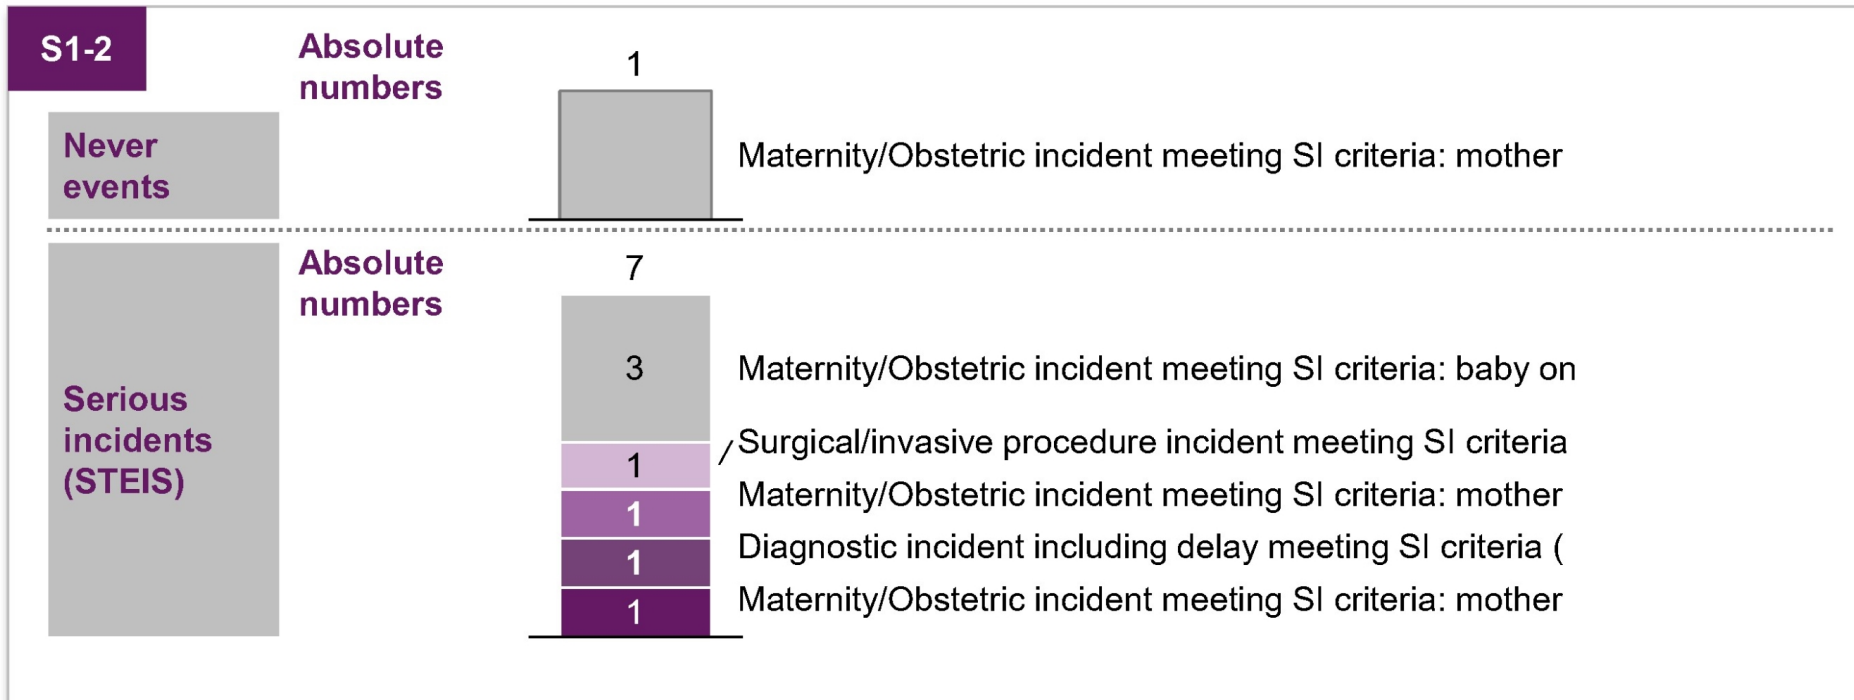 S1-2
Absolute
numbers
1
Never
events
Maternity/Obstetric incident meeting SI criteria: mother
Absolute
numbers
7
Serious
incidents
(STEIS)
3
Maternity/Obstetric incident meeting SI criteria: baby on
1
Surgical/invasive procedure incident meeting SI criteria
1
Maternity/Obstetric incident meeting SI criteria: mother
1
Diagnostic incident including delay meeting SI criteria (
1
Maternity/Obstetric incident meeting SI criteria: mother